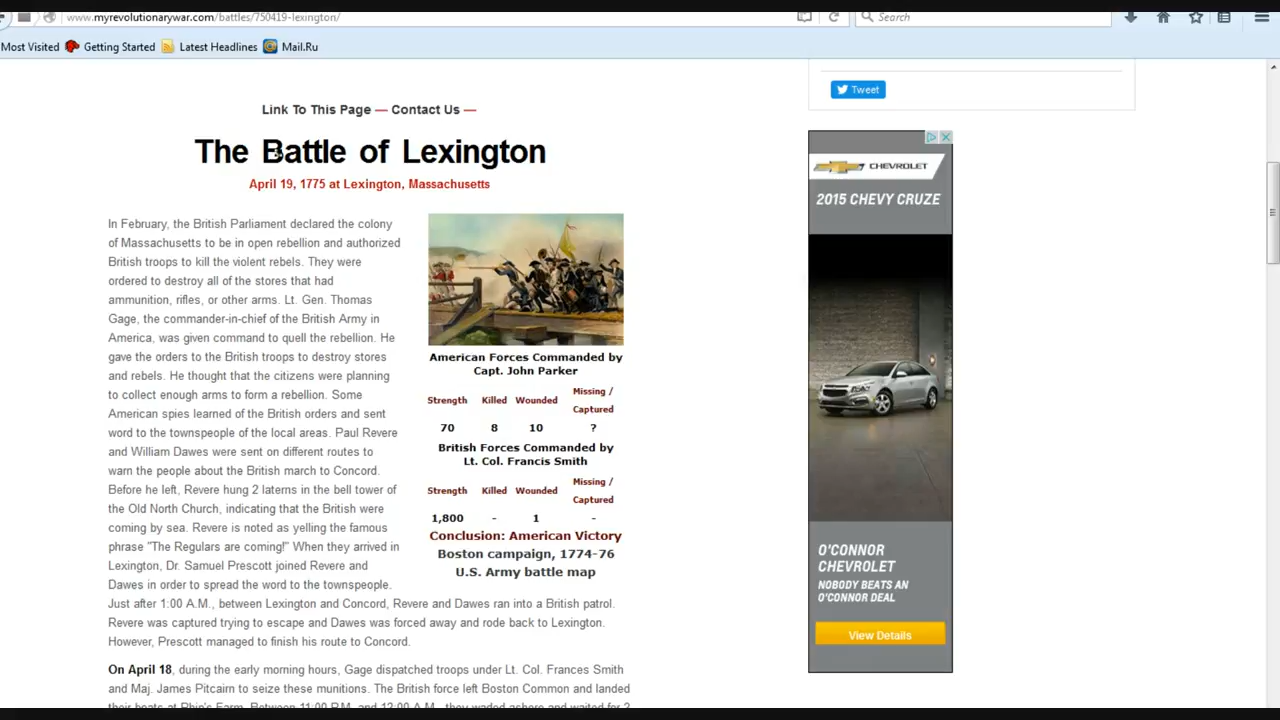 www.myrevolutionarywar.com/battles/750419-lexington/
Search
Most Visited Getting Started Latest Headlines Mail.Ru
Tweet
Link To This Page — Contact Us —
The Battle of Lexington
April 19, 1775 at Lexington, Massachusetts
In February, the British Parliament declared the colony
of Massachusetts to be in open rebellion and authorized
British troops to kill the violent rebels. They were
ordered to destroy all of the stores that had
ammunition, rifles, or other arms. Lt. Gen. Thomas
Gage, the commander-in-chief of the British Army in
America, was given command to quell the rebellion. He
gave the orders to the British troops to destroy stores
and rebels. He thought that the citizens were planning
to collect enough arms to form a rebellion. Some
American spies learned of the British orders and sent
word to the townspeople of the local areas. Paul Revere
and William Dawes were sent on different routes to
warn the people about the British march to Concord.
Before he left, Revere hung 2 laterns in the bell tower of
the Old North Church, indicating that the British were
coming by sea. Revere is noted as yelling the famous
phrase "The Regulars are coming!" When they arrived in
Lexington, Dr. Samuel Prescott joined Revere and
Dawes in order to spread the word to the townspeople.
Just after 1:00 A.M., between Lexington and Concord, Revere and Dawes ran into a British patrol.
Revere was captured trying to escape and Dawes was forced away and rode back to Lexington.
However, Prescott managed to finish his route to Concord.
On April 18, during the early morning hours, Gage dispatched troops under Lt. Col. Frances Smith
and Maj. James Pitcairn to seize these munitions. The British force left Boston Common and landed
their boats at Phip's Farm. Between 11:00 P.M. and 12:00 A.M., they waded ashore and waited for 2
American Forces Commanded by
Capt. John Parker
Strength Killed Wounded Missing /
Captured
70 8 10 ?
British Forces Commanded by
Lt. Col. Francis Smith
Strength Killed Wounded Missing /
Captured
1,800 - 1 -
Conclusion: American Victory
Boston campaign, 1774-76
U.S. Army battle map
CHEVROLET
2015 CHEVY CRUZE
O'CONNOR
CHEVROLET
NOBODY BEATS AN
O'CONNOR DEAL
View Details